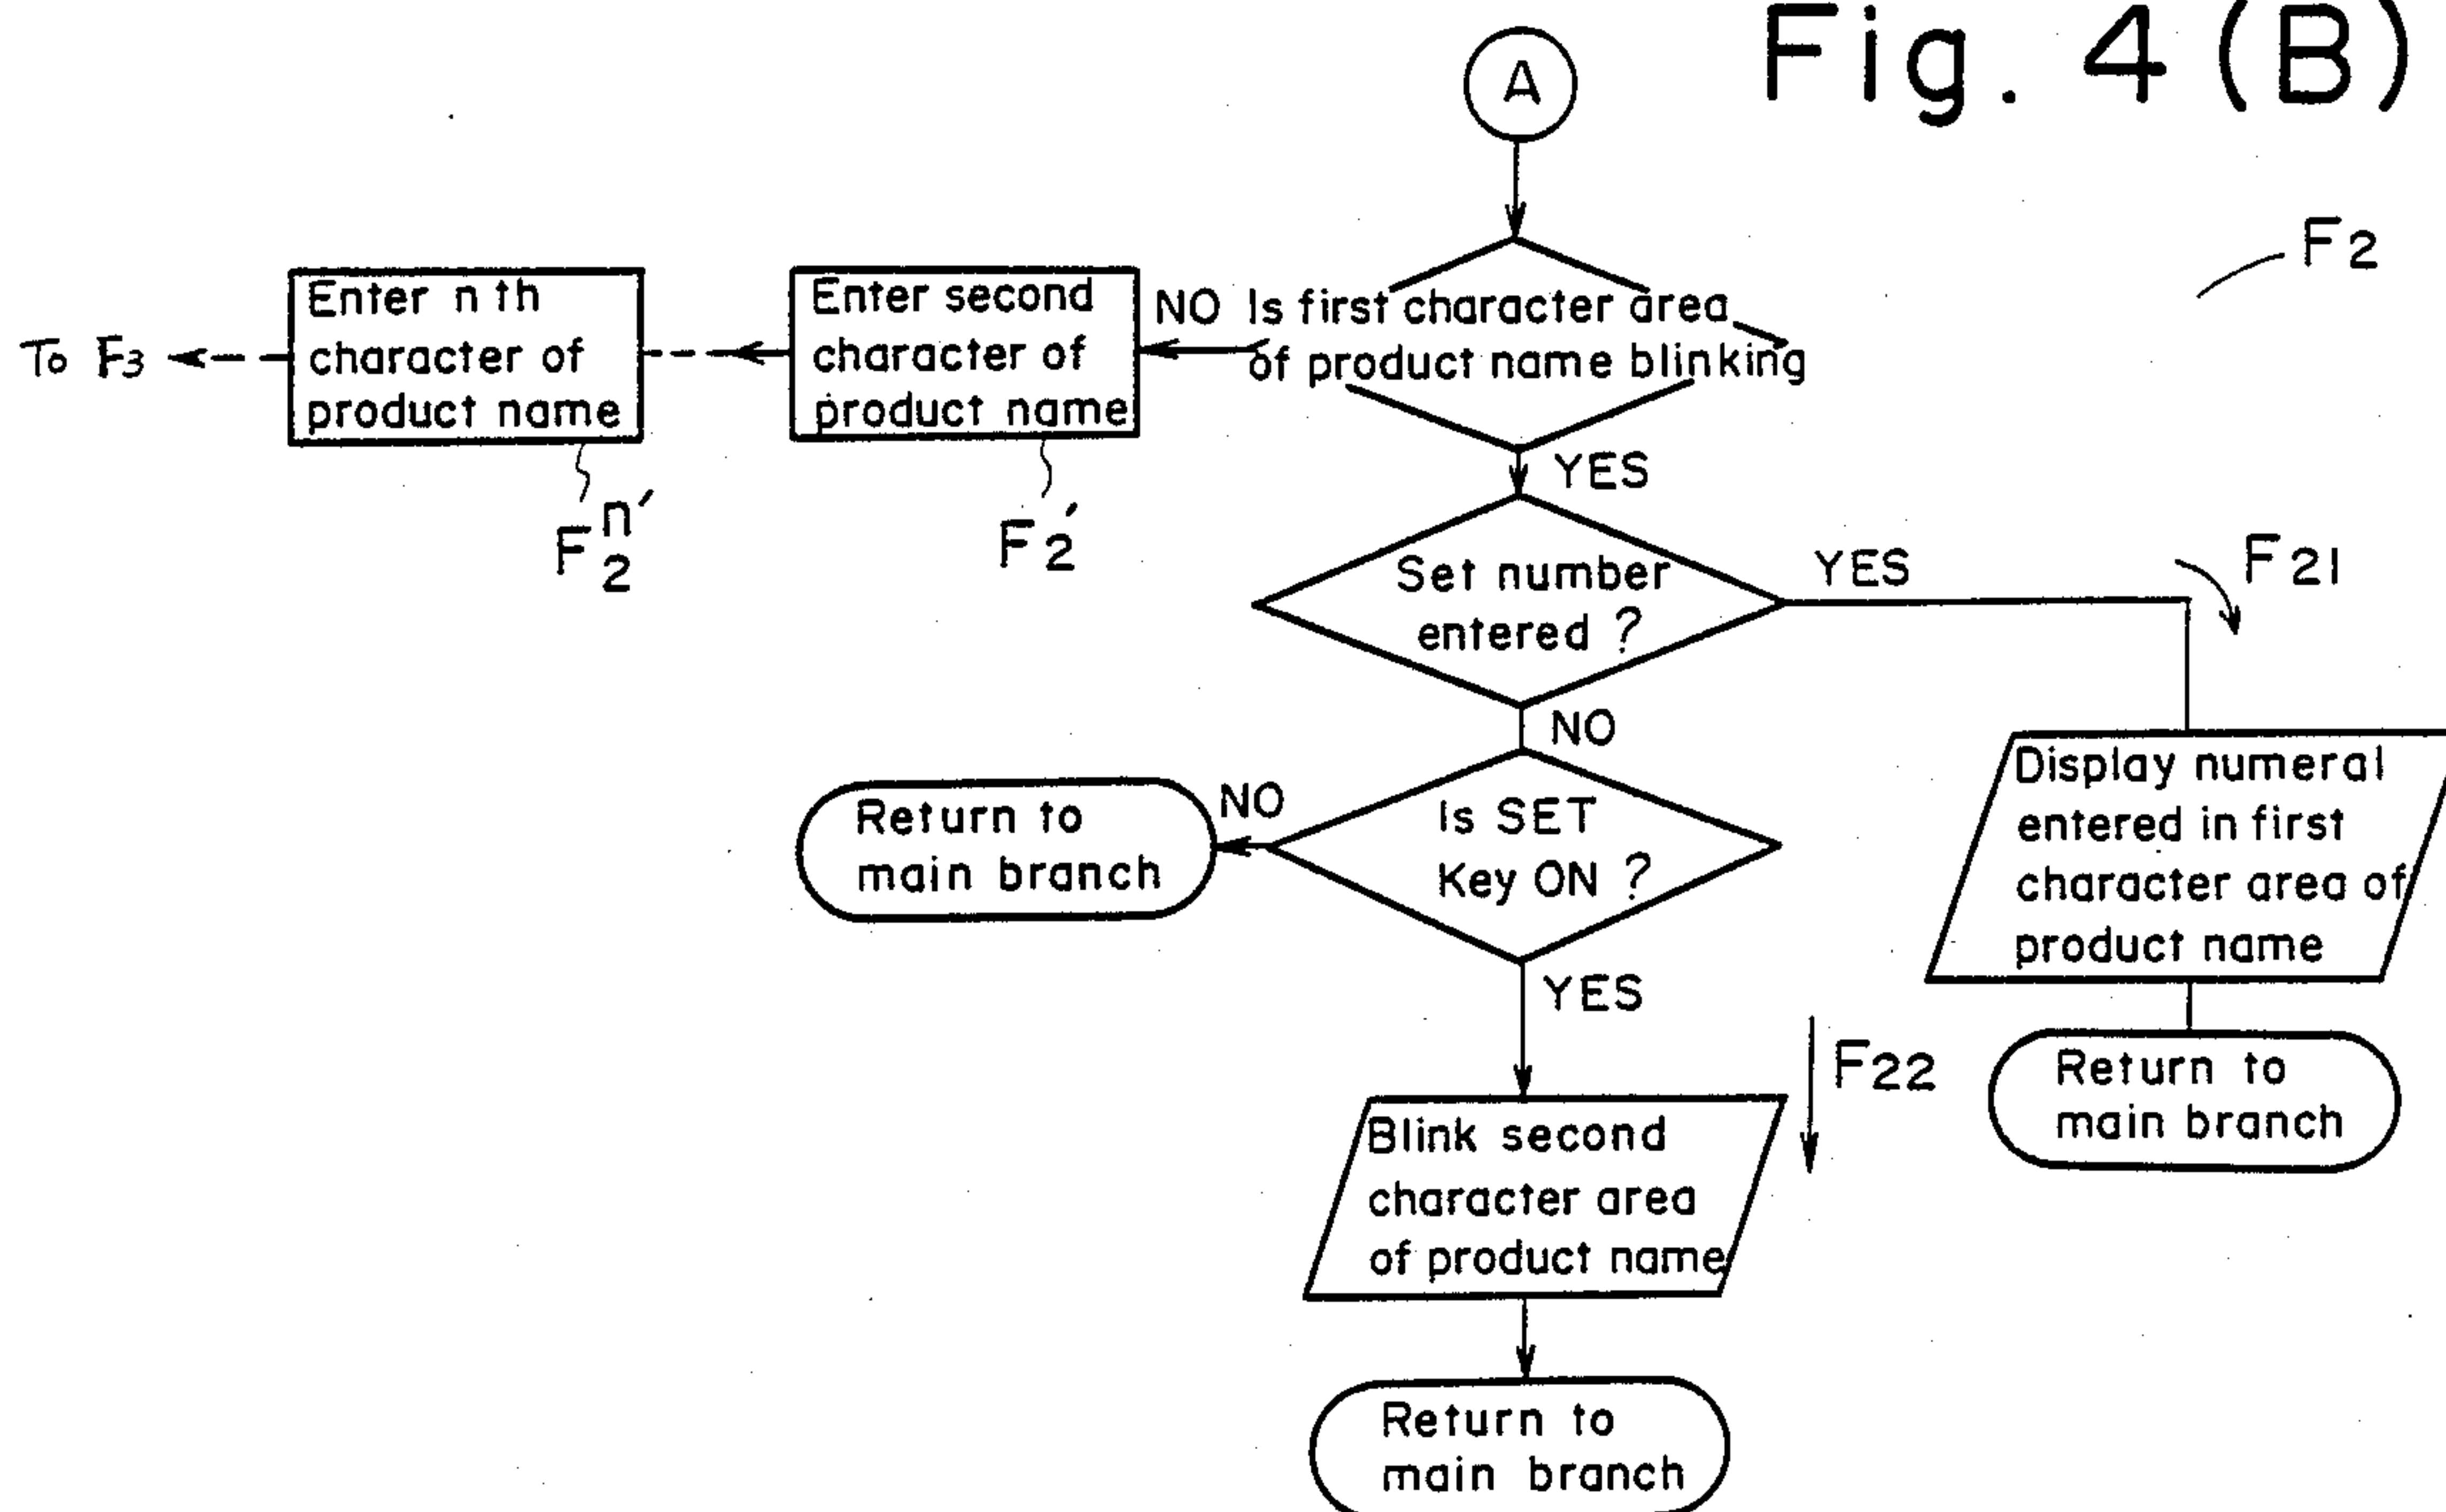 Fig. 4 (B)
A
F2
Is first character area
of product name blinking
NO
Enter second
character of
product name
F2′
Enter nth
character of
product name
F2n′
To F3
YES
Set number
entered ?
YES
F21
Display numeral
entered in first
character area of
product name
Return to
main branch
NO
Is SET
Key ON ?
NO
Return to
main branch
YES
F22
Blink second
character area
of product name
Return to
main branch